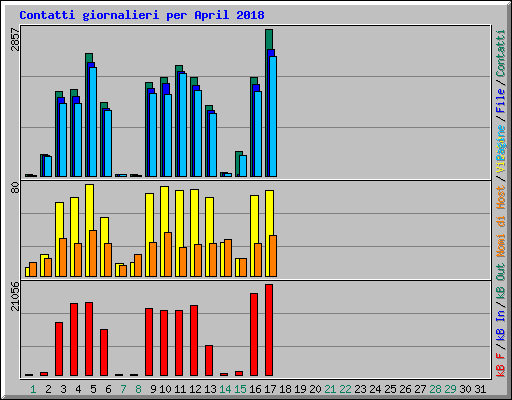 Contatti giornalieri per April 2018
2857
80
21056
kB F / kB In / kB Out Nomi di Host / Pagine / File / Contatti
1 2 3 4 5 6 7 8 9 10 11 12 13 14 15 16 17 18 19 20 21 22 23 24 25 26 27 28 29 30 31